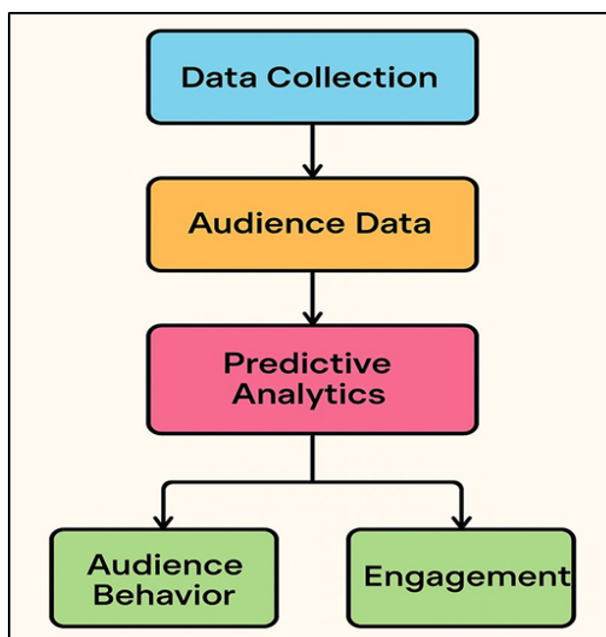 Data Collection
Audience Data
Predictive
Analytics
Audience
Behavior
Engagement